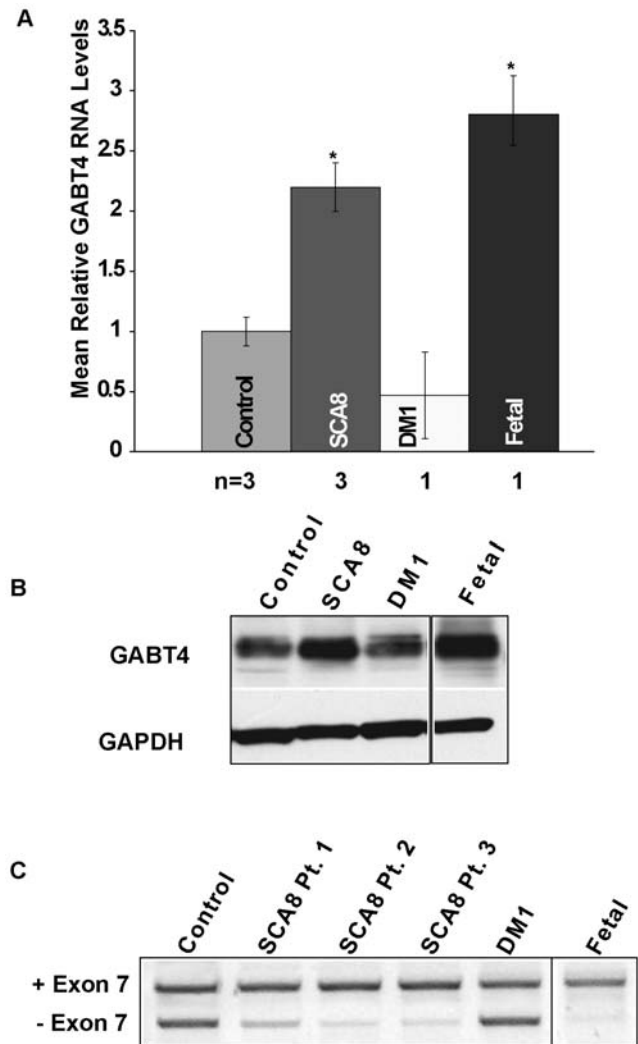 A
Mean Relative GABT4 RNA Levels
3.5
3
2.5
2
1.5
1
0.5
0
*
*
Control
SCA8
DM1
Fetal
n=3 3 1 1
B
Control SCA8 DM1 Fetal
GABT4
GAPDH
C
Control SCA8 Pt. 1 SCA8 Pt. 2 SCA8 Pt. 3 DM1 Fetal
+ Exon 7
- Exon 7